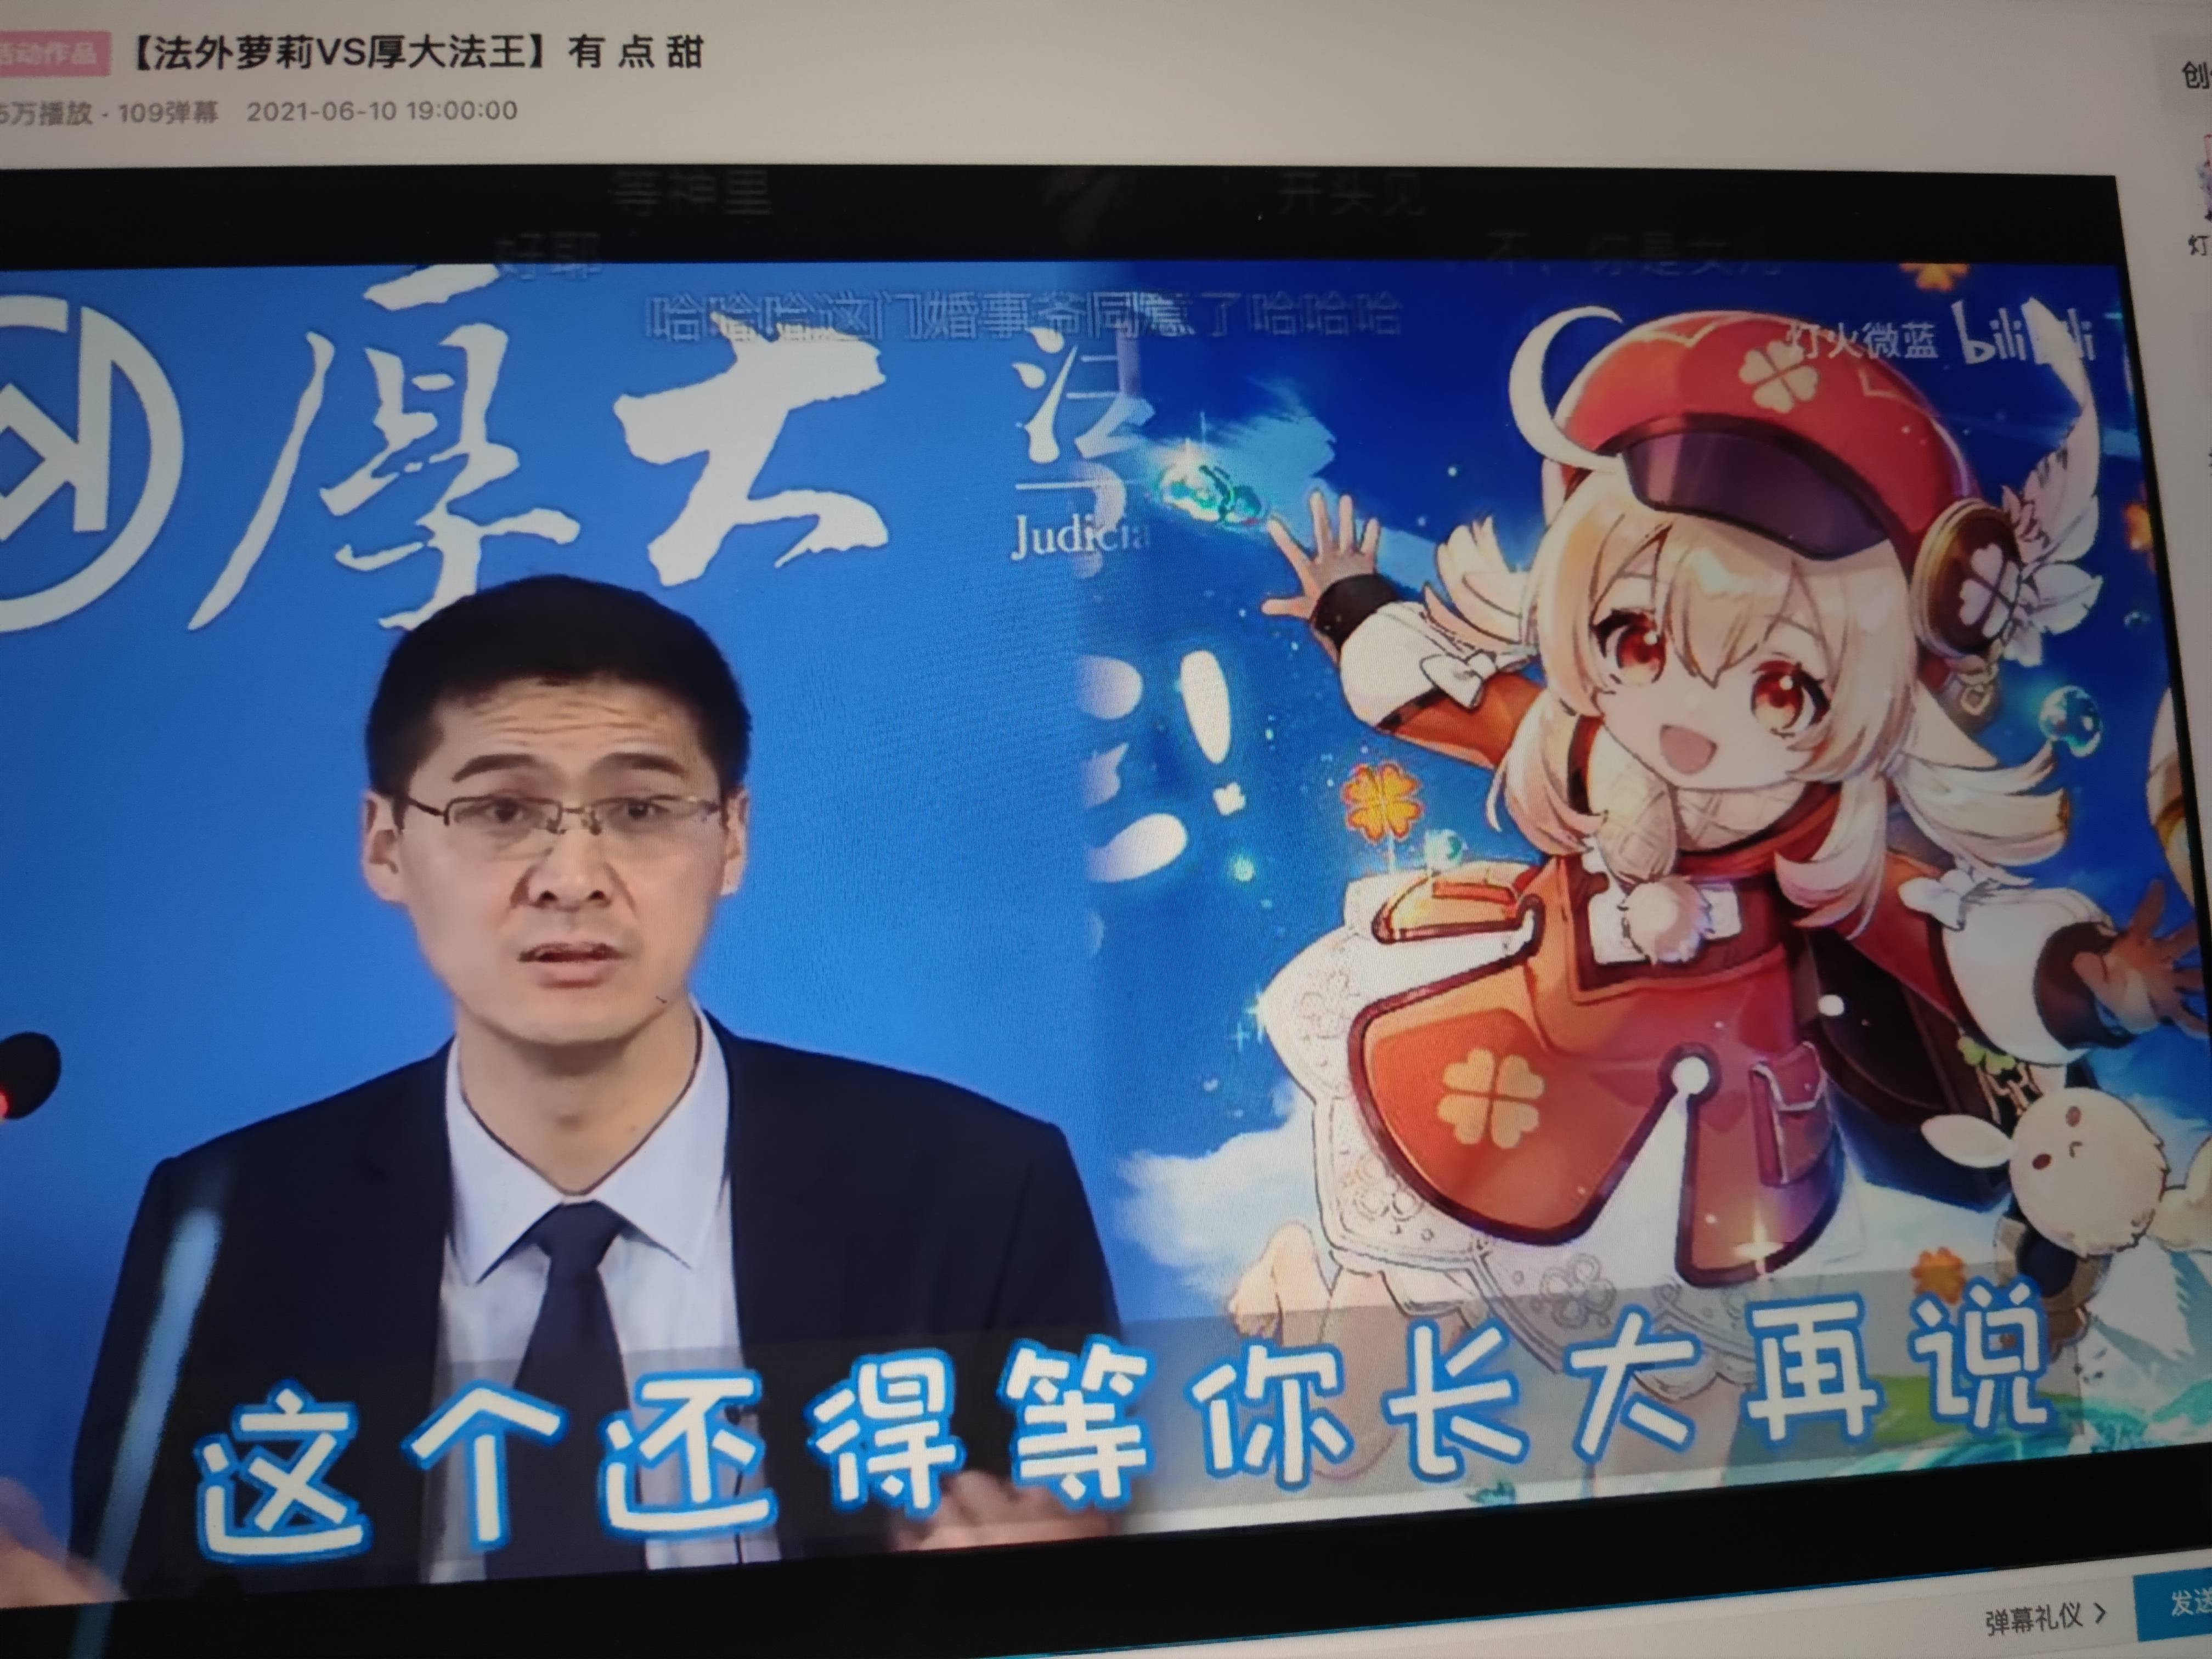 活动作品 【法外萝莉VS厚大法王】有 点 甜
5万播放 · 109弹幕 2021-06-10 19:00:00
创
等神里
开头见
好耶
不，你是女儿
哈哈哈这门婚事爷同意了哈哈哈
灯火微蓝 bilibili
灯
厚大
法
Judicia
这个还得等你长大再说
弹幕礼仪 >
发送